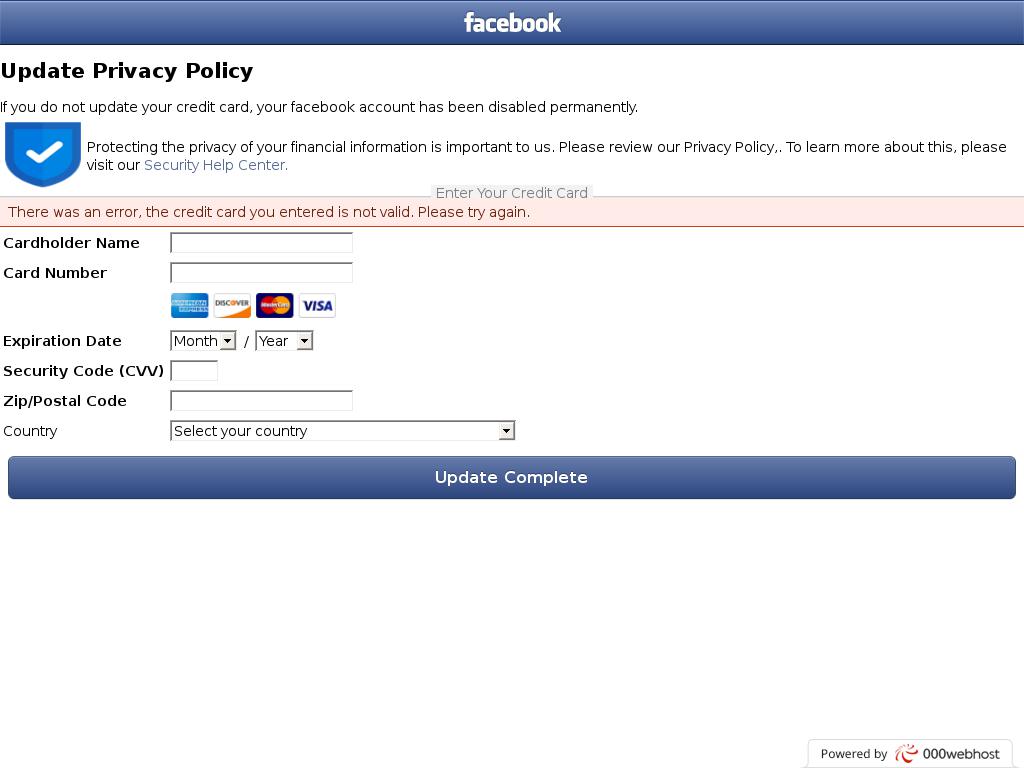 facebook
Update Privacy Policy
If you do not update your credit card, your facebook account has been disabled permanently.
Protecting the privacy of your financial information is important to us. Please review our Privacy Policy,. To learn more about this, please
visit our Security Help Center.
Enter Your Credit Card
There was an error, the credit card you entered is not valid. Please try again.
Cardholder Name
Card Number
AMERICAN EXPRESS DISCOVER MasterCard VISA
Expiration Date Month / Year
Security Code (CVV)
Zip/Postal Code
Country Select your country
Update Complete
Powered by 000webhost